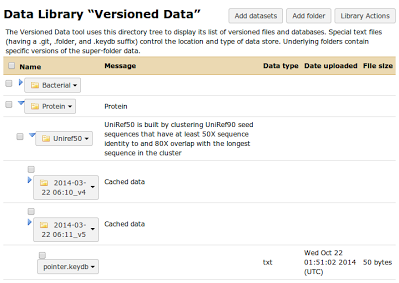 Data Library “Versioned Data”
Add datasets
Add folder
Library Actions
The Versioned Data tool uses this directory tree to display its list of versioned files and databases. Special text files
(having a .git, .folder, and .keydb suffix) control the location and type of data store. Underlying folders contain
specific versions of the super-folder data.
Name Message Data type Date uploaded File size
Bacterial
Protein Protein
Uniref50
UniRef50 is built by clustering UniRef90 seed
sequences that have at least 50X sequence
identity to and 80X overlap with the longest
sequence in the cluster
2014-03-
22 06:10_v4
Cached data
2014-03-
22 06:11_v5
Cached data
pointer.keydb
txt
Wed Oct 22
01:51:02 2014
(UTC)
50 bytes